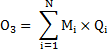 O₃ = ∑ᵢ₌₁ᴺ Mᵢ × Qᵢ